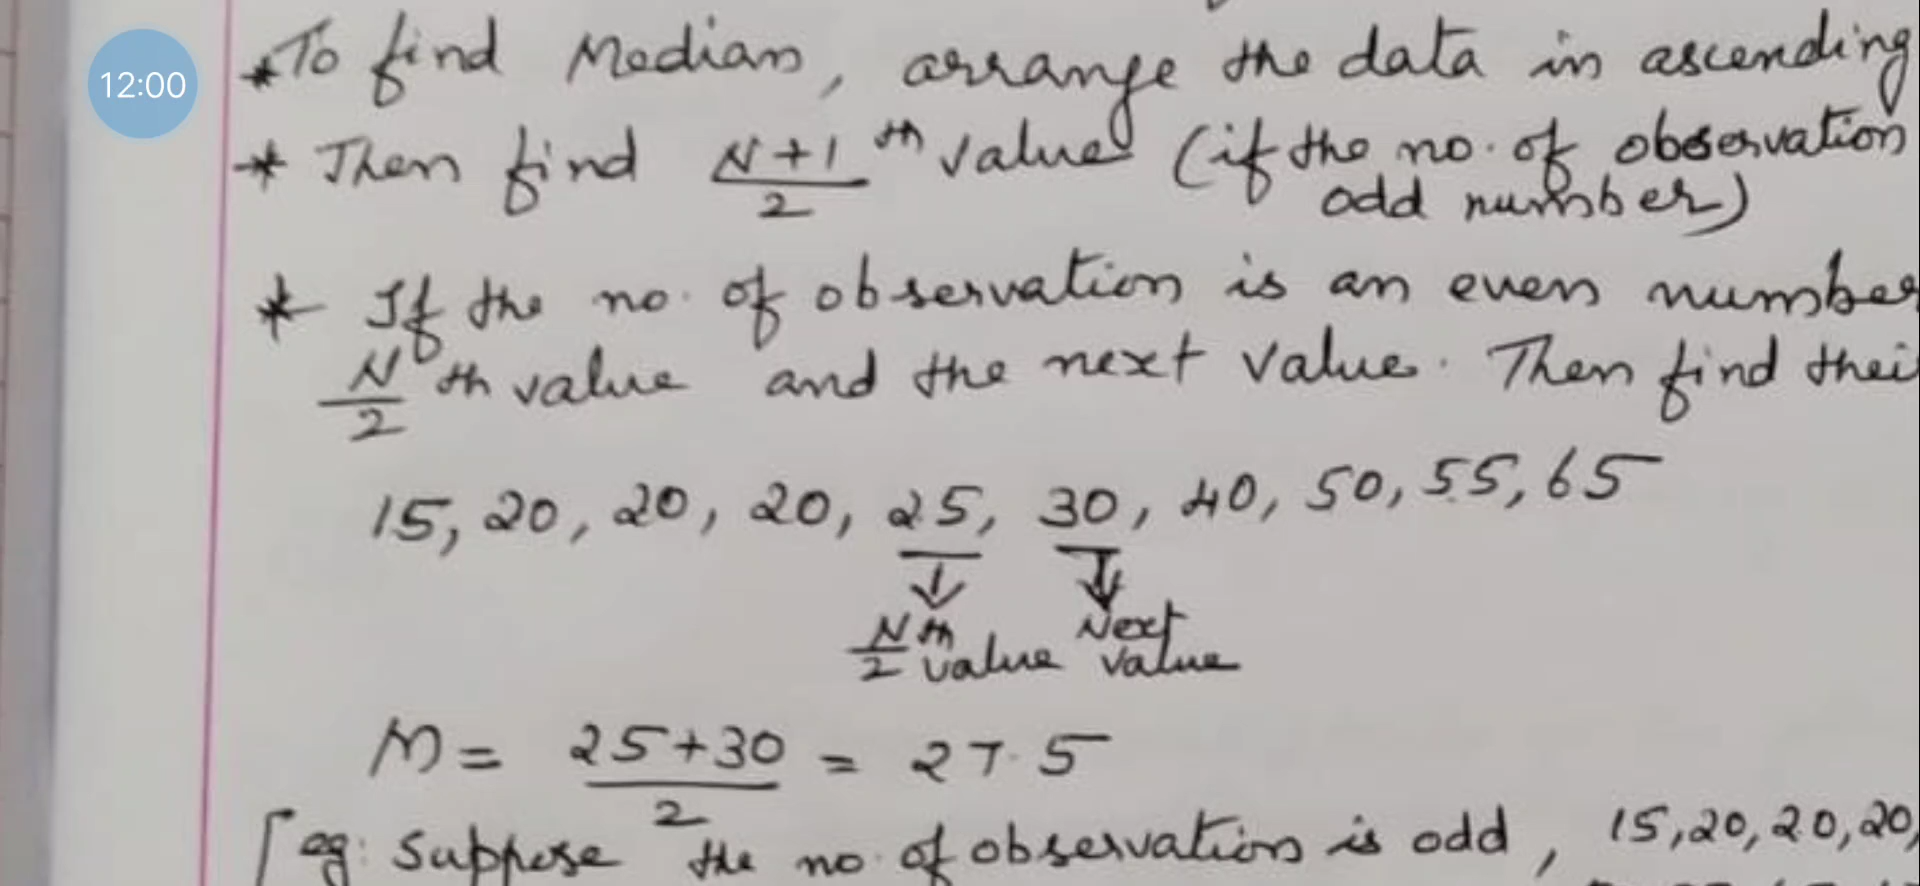 12:00
*To find Median, arrange the data in ascending
* Then find N+1/2 th value (if the no. of observation
odd number)
* If the no. of observation is an even number
N/2 th value and the next value. Then find their
15, 20, 20, 20, 25, 30, 40, 50, 55, 65
N/2 th value Next value
M = 25+30/2 = 27.5
[eg: Suppose the no. of observation is odd, 15, 20, 20, 20,